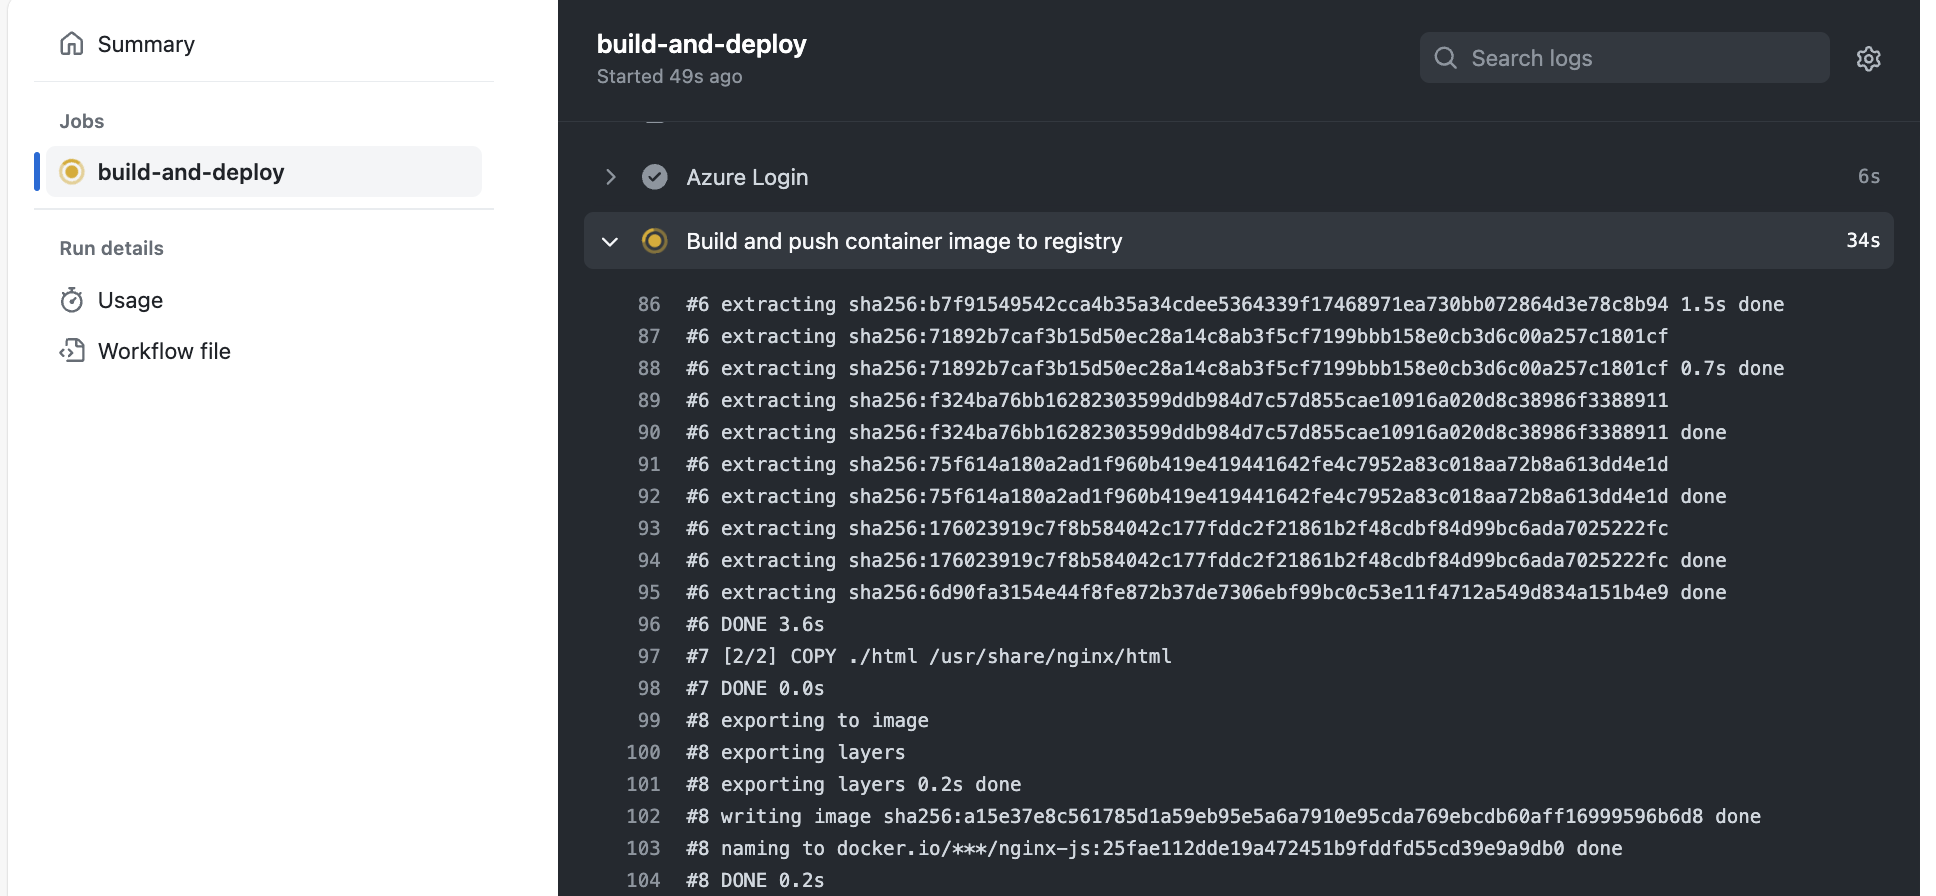 Summary
Jobs
build-and-deploy
Run details
Usage
Workflow file
build-and-deploy
Started 49s ago
Search logs
Azure Login 6s
Build and push container image to registry 34s
86 #6 extracting sha256:b7f91549542cca4b35a34cdee5364339f17468971ea730bb072864d3e78c8b94 1.5s done
87 #6 extracting sha256:71892b7caf3b15d50ec28a14c8ab3f5cf7199bbb158e0cb3d6c00a257c1801cf
88 #6 extracting sha256:71892b7caf3b15d50ec28a14c8ab3f5cf7199bbb158e0cb3d6c00a257c1801cf 0.7s done
89 #6 extracting sha256:f324ba76bb16282303599ddb984d7c57d855cae10916a020d8c38986f3388911
90 #6 extracting sha256:f324ba76bb16282303599ddb984d7c57d855cae10916a020d8c38986f3388911 done
91 #6 extracting sha256:75f614a180a2ad1f960b419e419441642fe4c7952a83c018aa72b8a613dd4e1d
92 #6 extracting sha256:75f614a180a2ad1f960b419e419441642fe4c7952a83c018aa72b8a613dd4e1d done
93 #6 extracting sha256:176023919c7f8b584042c177fddc2f21861b2f48cdbf84d99bc6ada7025222fc
94 #6 extracting sha256:176023919c7f8b584042c177fddc2f21861b2f48cdbf84d99bc6ada7025222fc done
95 #6 extracting sha256:6d90fa3154e44f8fe872b37de7306ebf99bc0c53e11f4712a549d834a151b4e9 done
96 #6 DONE 3.6s
97 #7 [2/2] COPY ./html /usr/share/nginx/html
98 #7 DONE 0.0s
99 #8 exporting to image
100 #8 exporting layers
101 #8 exporting layers 0.2s done
102 #8 writing image sha256:a15e37e8c561785d1a59eb95e5a6a7910e95cda769ebcdb60aff16999596b6d8 done
103 #8 naming to docker.io/***/nginx-js:25fae112dde19a472451b9fddfd55cd39e9a9db0 done
104 #8 DONE 0.2s